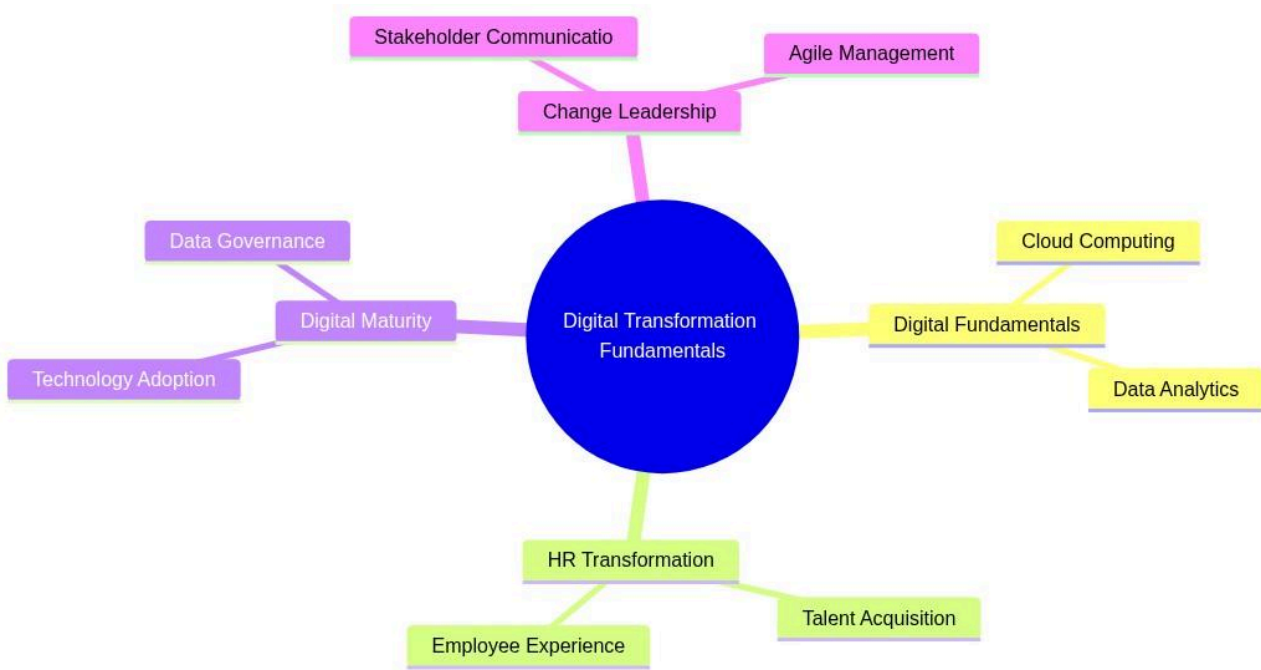 Stakeholder Communicatio
Agile Management
Change Leadership
Data Governance
Cloud Computing
Digital Maturity
Digital Transformation
Fundamentals
Digital Fundamentals
Technology Adoption
Data Analytics
HR Transformation
Talent Acquisition
Employee Experience